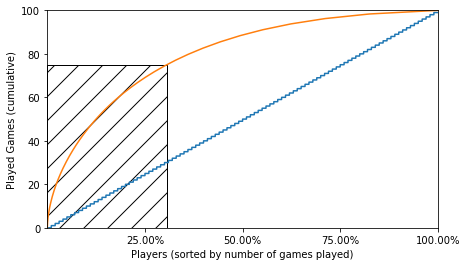 Played Games (cumulative)
100
80
60
40
20
0
25.00% 50.00% 75.00% 100.00%
Players (sorted by number of games played)